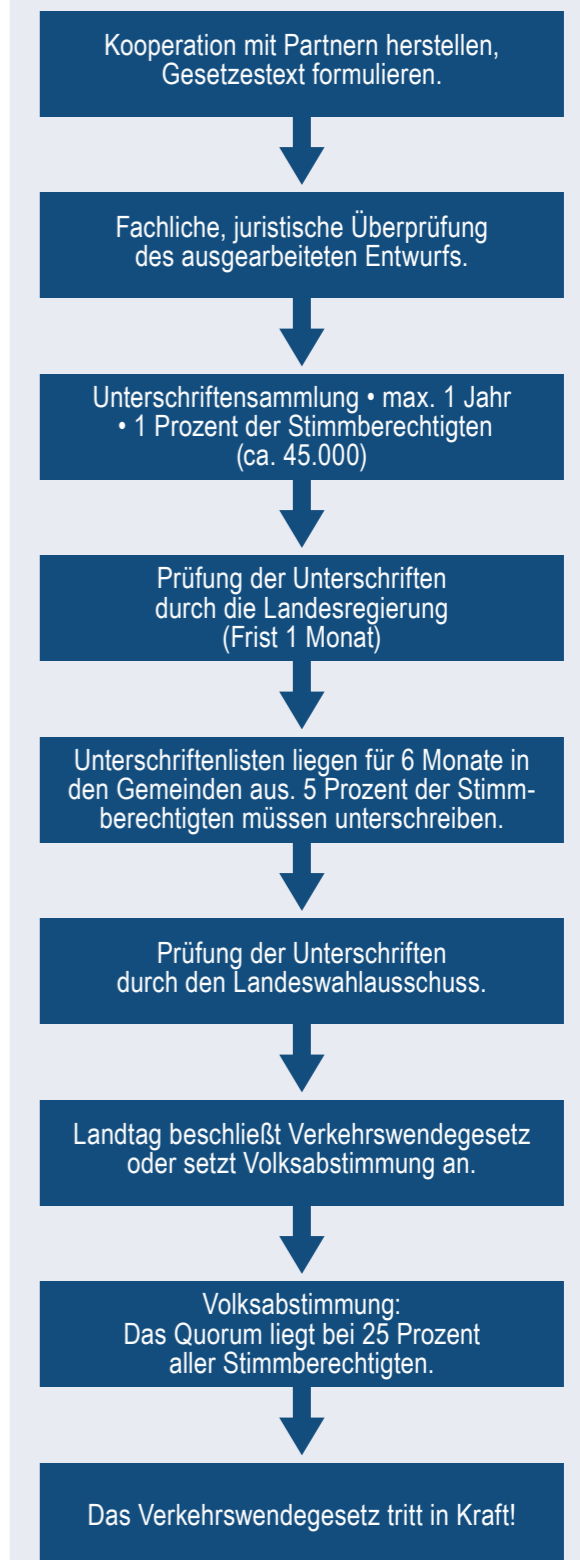 Kooperation mit Partnern herstellen,
Gesetzestext formulieren.
Fachliche, juristische Überprüfung
des ausgearbeiteten Entwurfs.
Unterschriftensammlung • max. 1 Jahr
• 1 Prozent der Stimmberechtigten
(ca. 45.000)
Prüfung der Unterschriften
durch die Landesregierung
(Frist 1 Monat)
Unterschriftenlisten liegen für 6 Monate in
den Gemeinden aus. 5 Prozent der Stimm-
berechtigten müssen unterschreiben.
Prüfung der Unterschriften
durch den Landeswahlausschuss.
Landtag beschließt Verkehrswendegesetz
oder setzt Volksabstimmung an.
Volksabstimmung:
Das Quorum liegt bei 25 Prozent
aller Stimmberechtigten.
Das Verkehrswendegesetz tritt in Kraft!